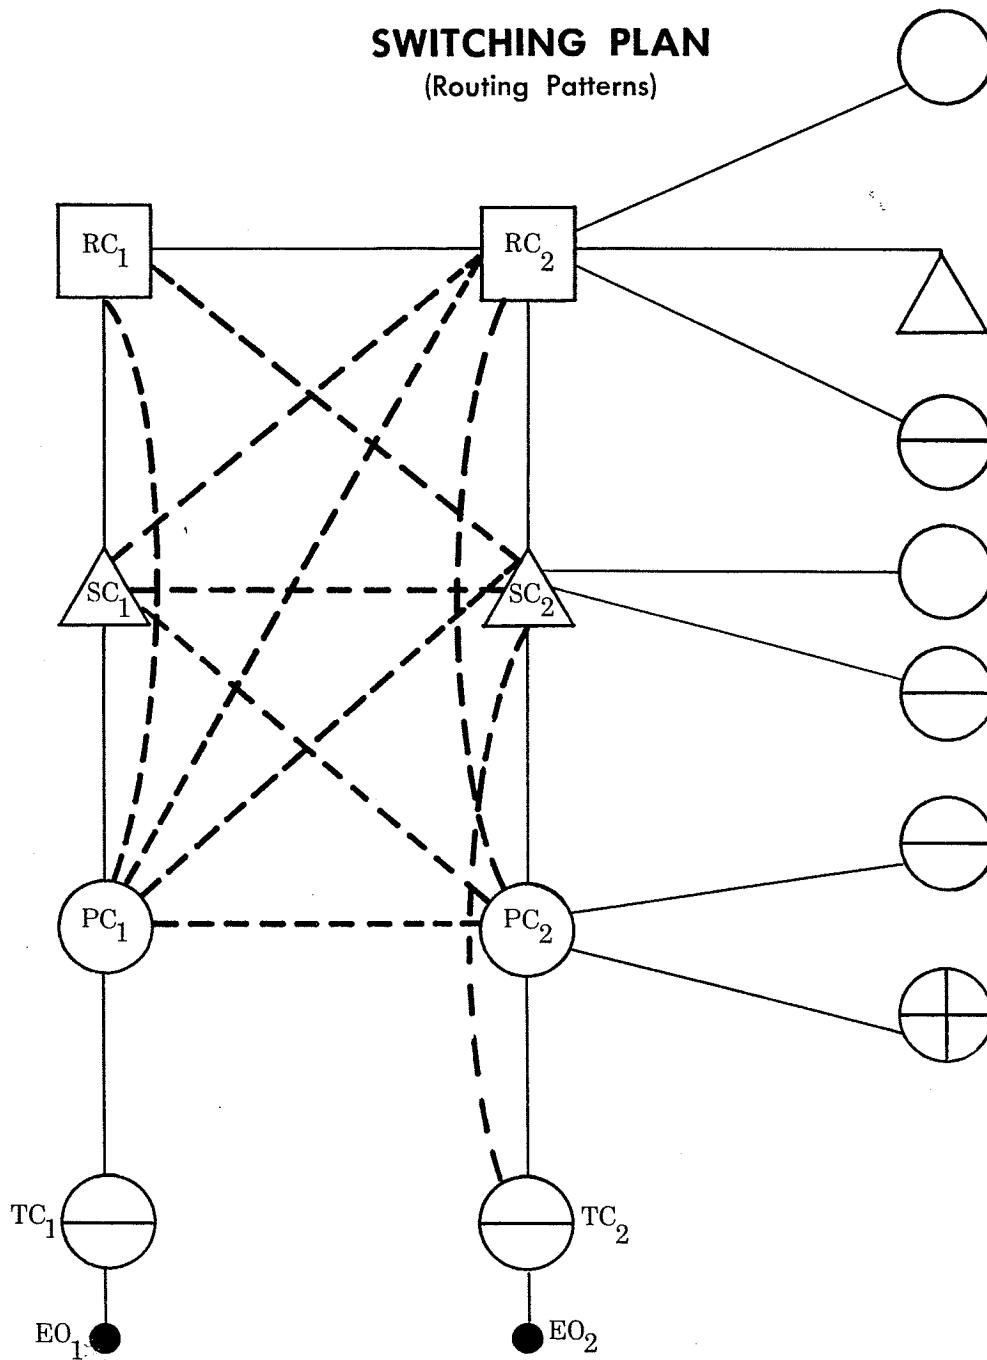 SWITCHING PLAN
(Routing Patterns)
RC1
RC2
SC1
SC2
PC1
PC2
TC1
TC2
EO1
EO2